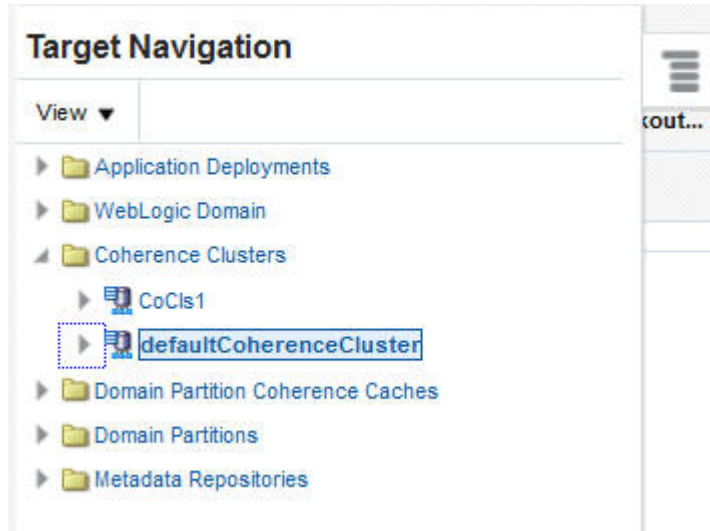 Target Navigation
View
kout...
Application Deployments
WebLogic Domain
Coherence Clusters
CoCls1
defaultCoherenceCluster
Domain Partition Coherence Caches
Domain Partitions
Metadata Repositories